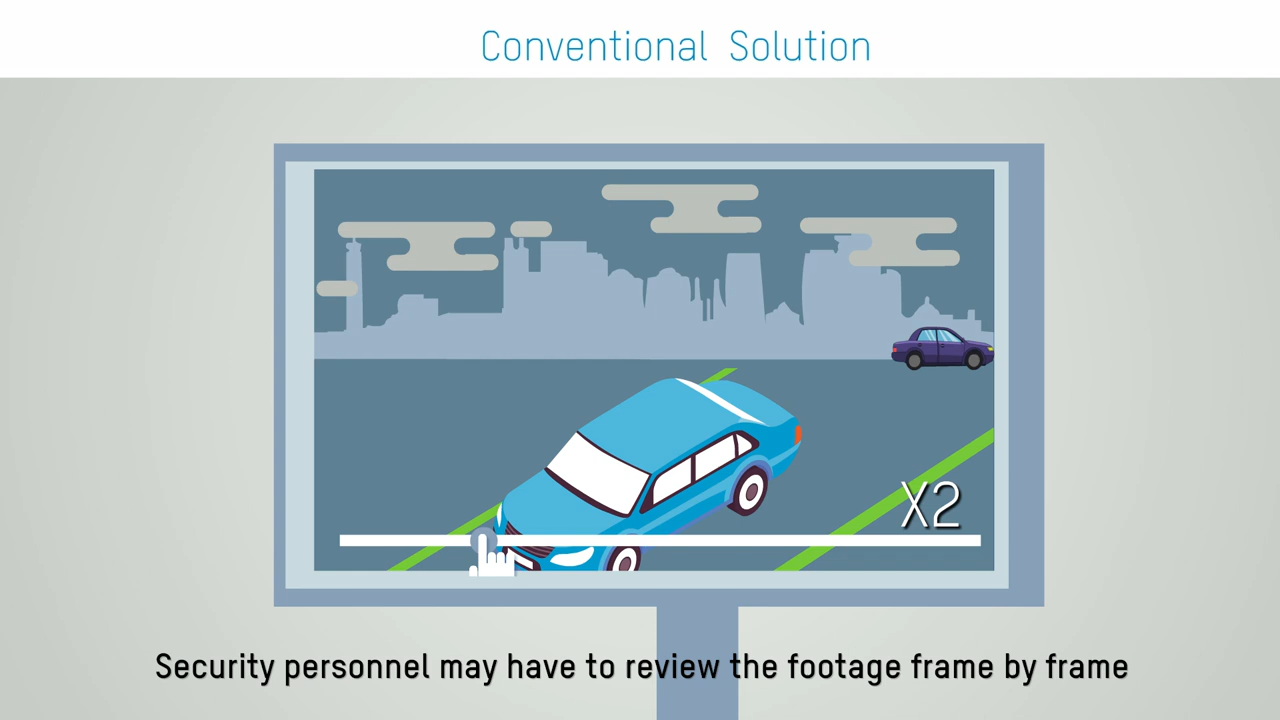 Conventional Solution
X2
Security personnel may have to review the footage frame by frame